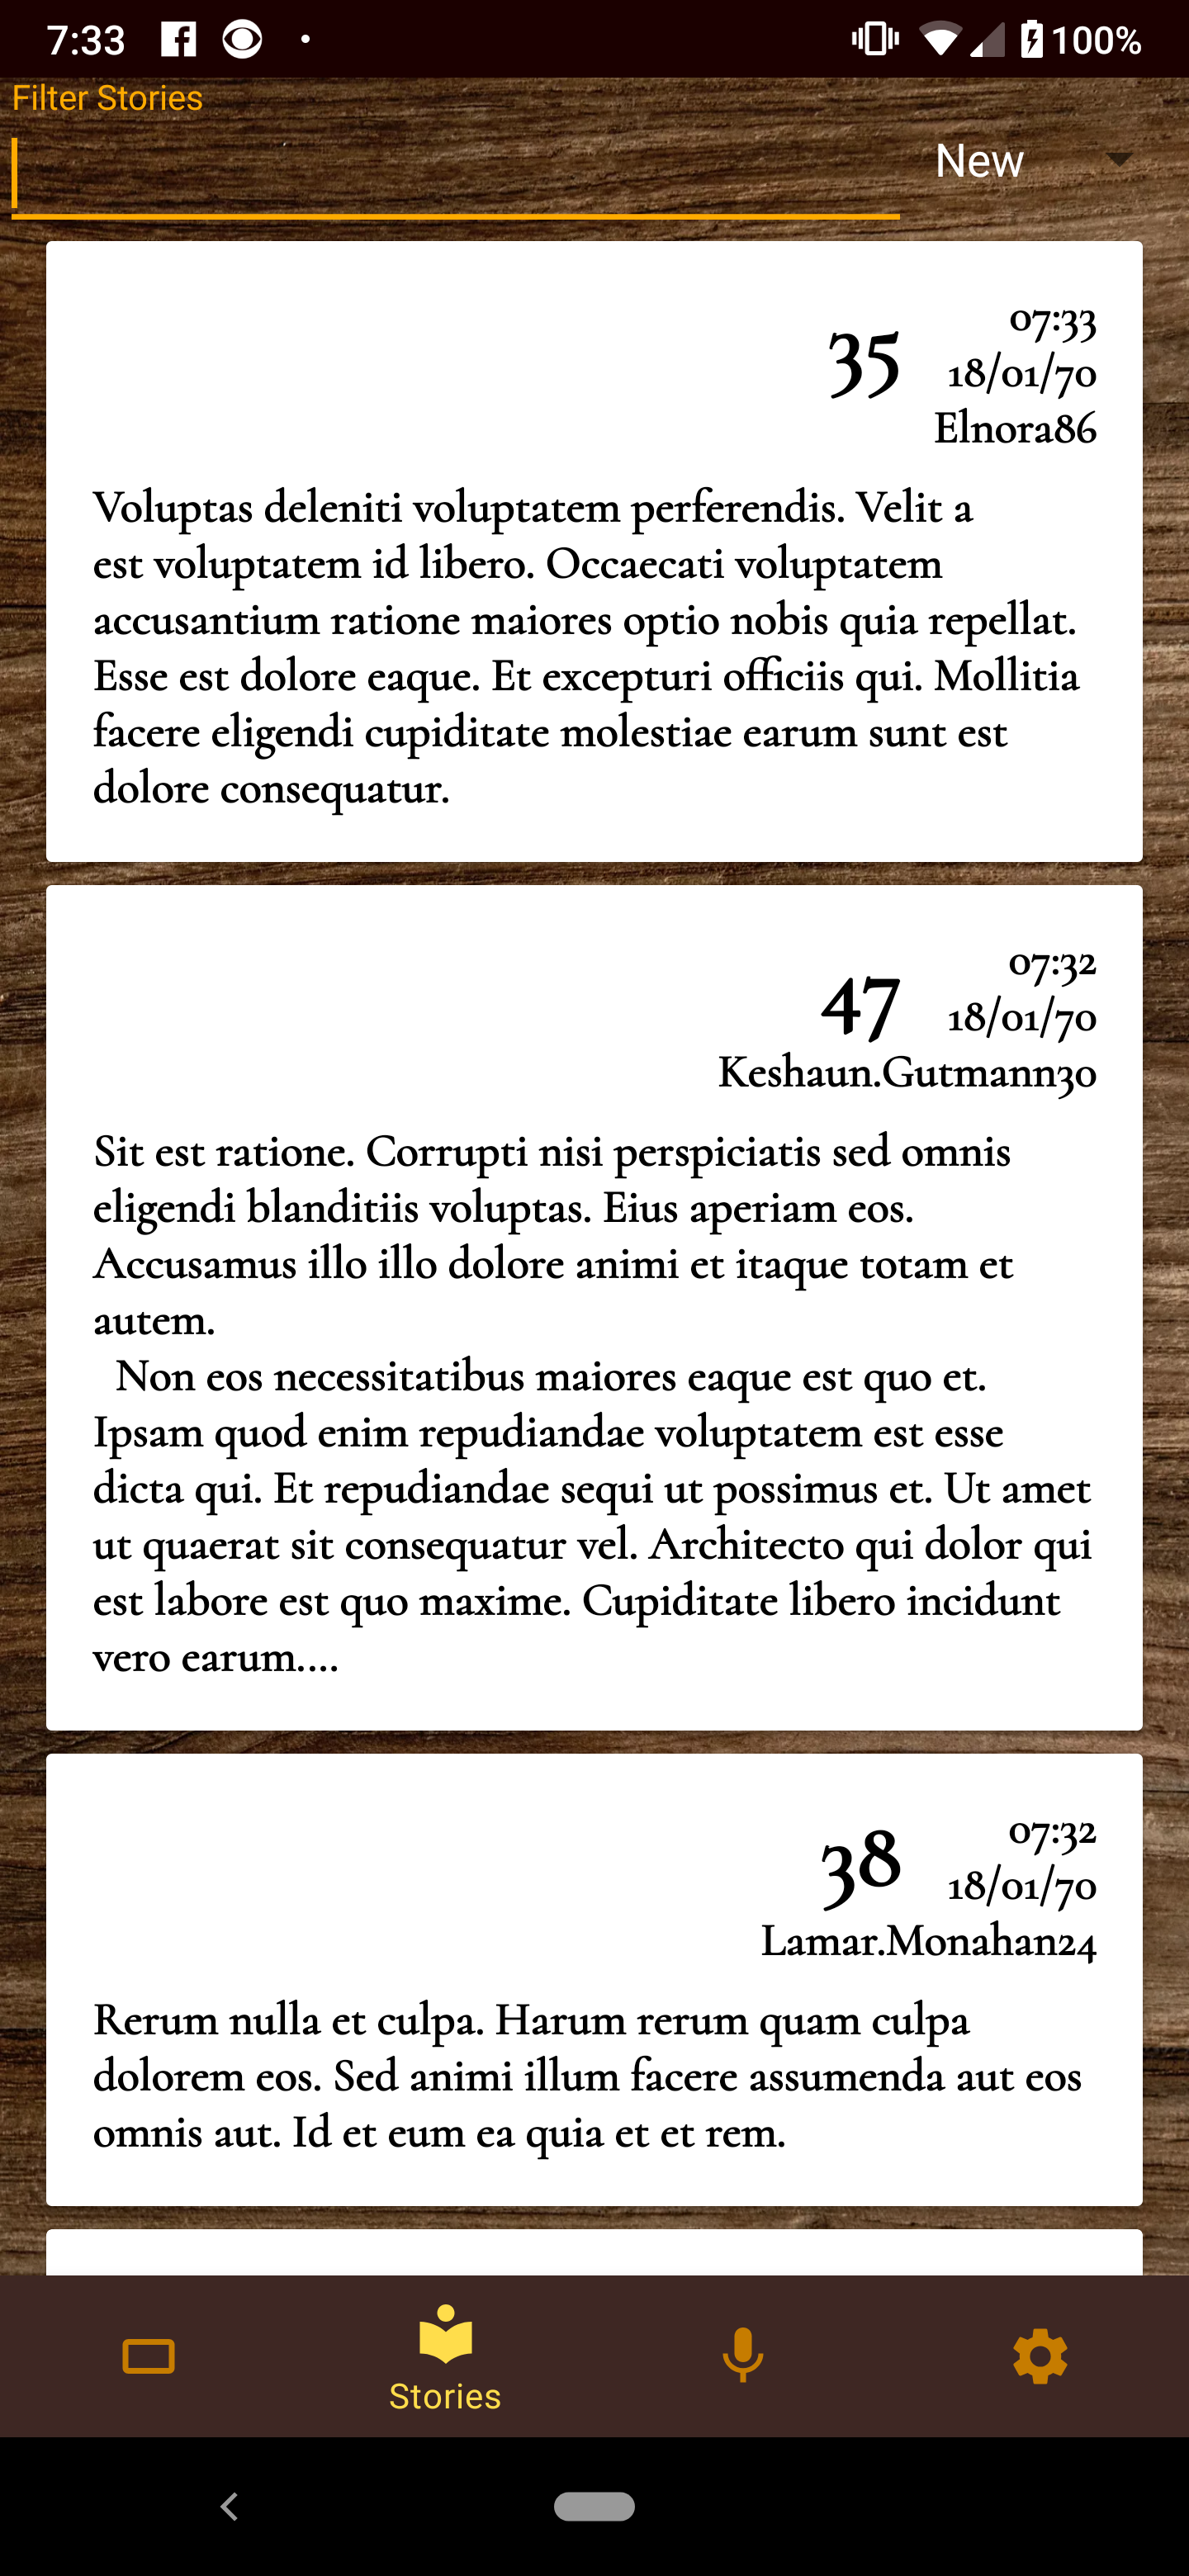 7:33
100%
Filter Stories
New
35
07:33
18/01/70
Elnora86
Voluptas deleniti voluptatem perferendis. Velit a
est voluptatem id libero. Occaecati voluptatem
accusantium ratione maiores optio nobis quia repellat.
Esse est dolore eaque. Et excepturi officiis qui. Mollitia
facere eligendi cupiditate molestiae earum sunt est
dolore consequatur.
47
07:32
18/01/70
Keshaun.Gutmann30
Sit est ratione. Corrupti nisi perspiciatis sed omnis
eligendi blanditiis voluptas. Eius aperiam eos.
Accusamus illo illo dolore animi et itaque totam et
autem.
Non eos necessitatibus maiores eaque est quo et.
Ipsam quod enim repudiandae voluptatem est esse
dicta qui. Et repudiandae sequi ut possimus et. Ut amet
ut quaerat sit consequatur vel. Architecto qui dolor qui
est labore est quo maxime. Cupiditate libero incidunt
vero earum....
38
07:32
18/01/70
Lamar.Monahan24
Rerum nulla et culpa. Harum rerum quam culpa
dolorem eos. Sed animi illum facere assumenda aut eos
omnis aut. Id et eum ea quia et et rem.
Stories